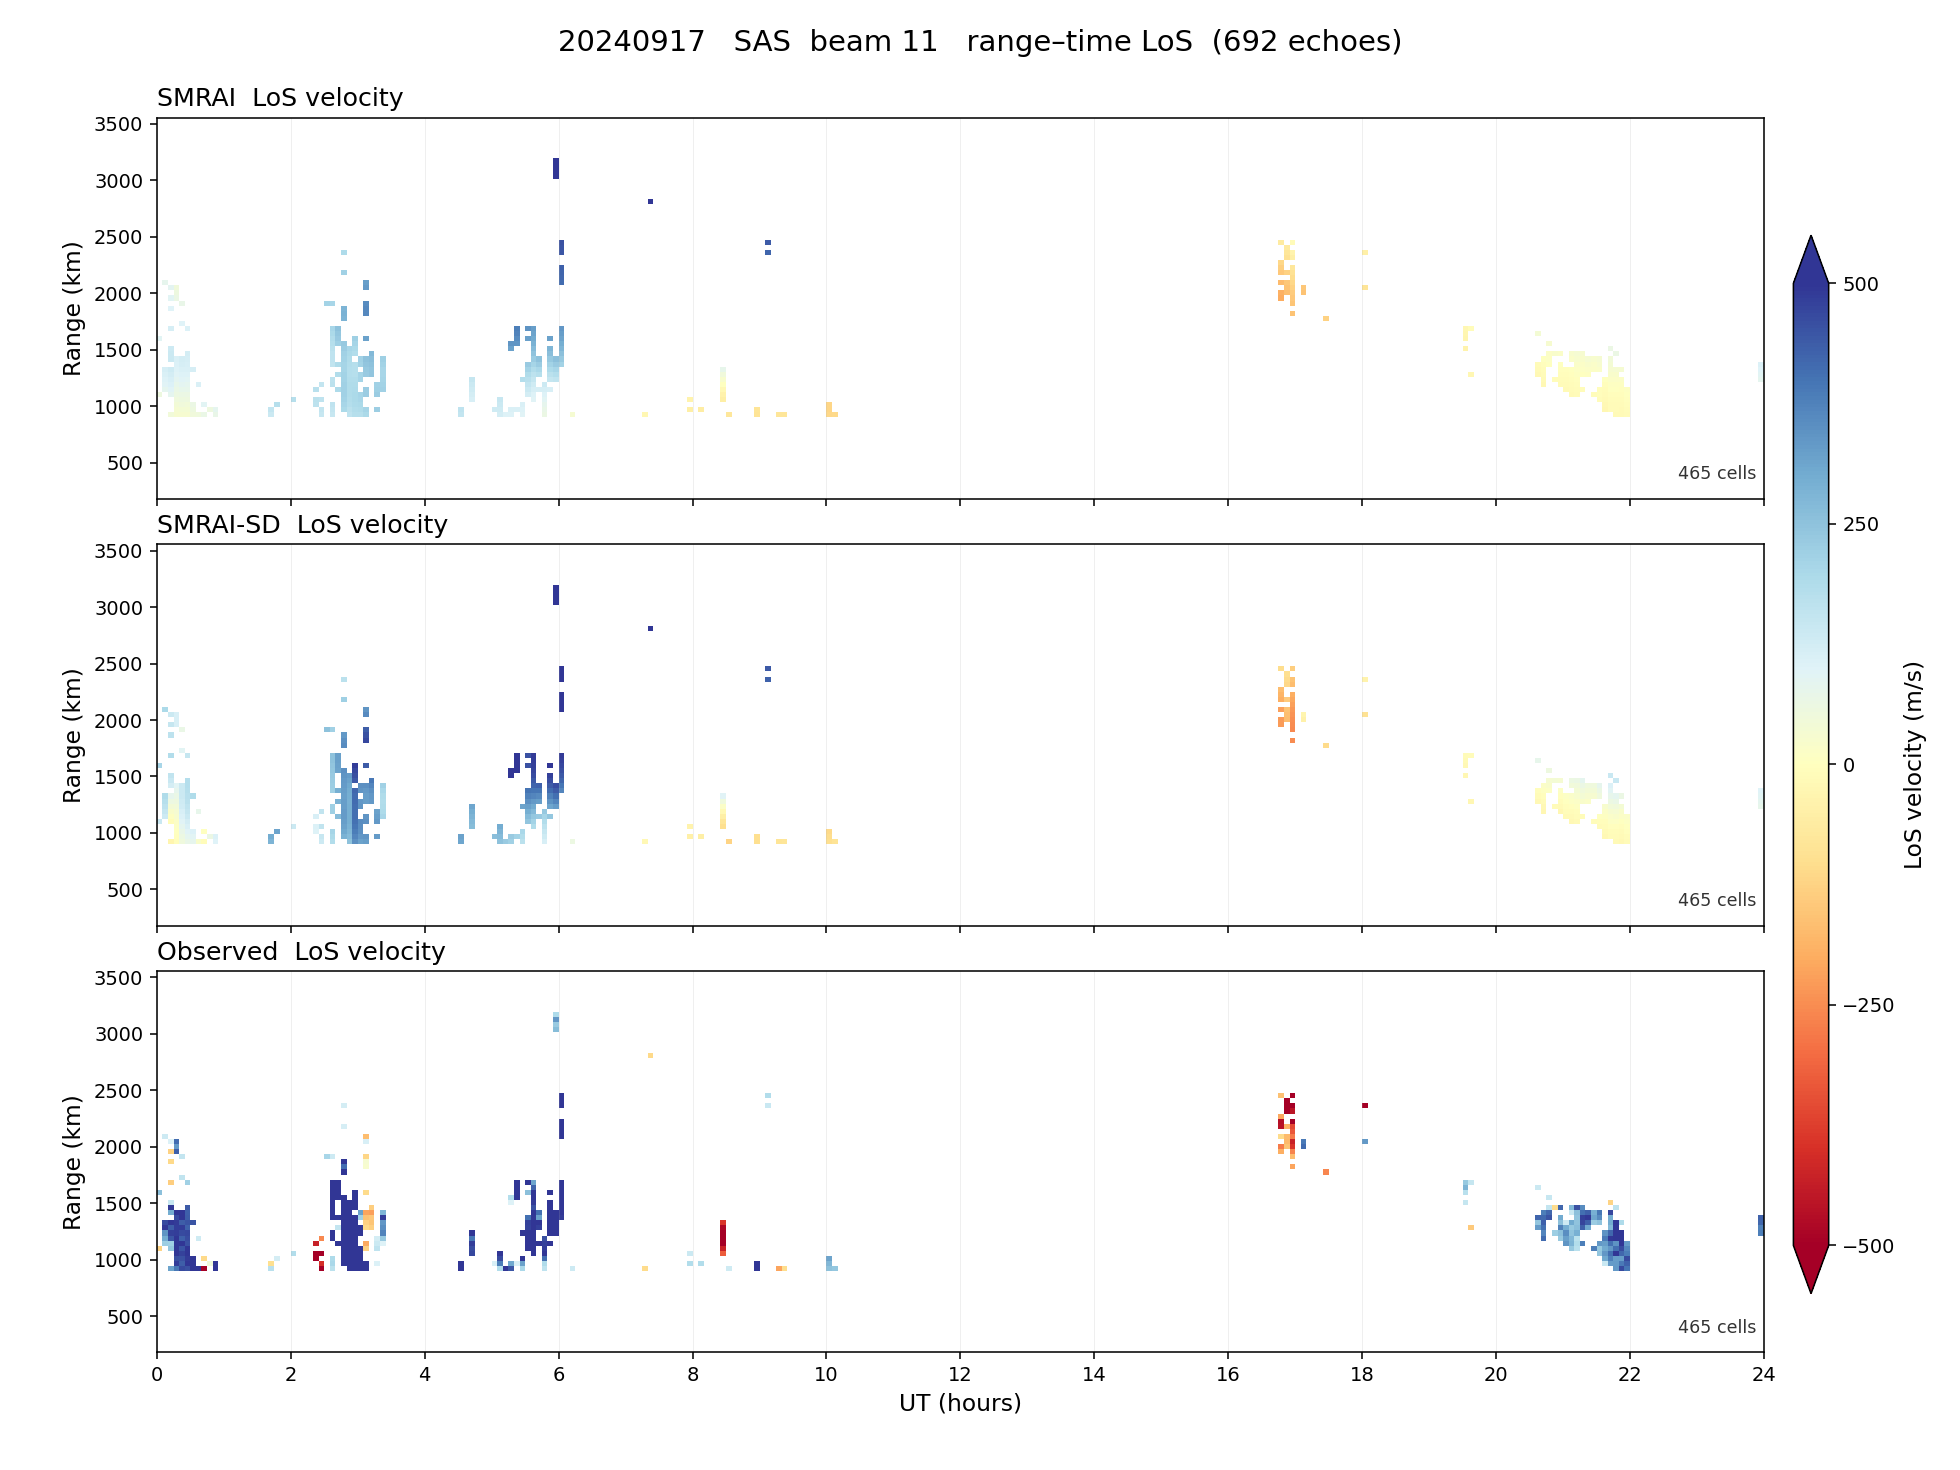 20240917   SAS  beam 11   range–time LoS  (692 echoes)
SMRAI  LoS velocity
3500
3000
2500
2000
1500
1000
500
Range (km)
465 cells
SMRAI-SD  LoS velocity
3500
3000
2500
2000
1500
1000
500
Range (km)
465 cells
Observed  LoS velocity
3500
3000
2500
2000
1500
1000
500
Range (km)
465 cells
0 2 4 6 8 10 12 14 16 18 20 22 24
UT (hours)
500
250
0
−250
−500
LoS velocity (m/s)